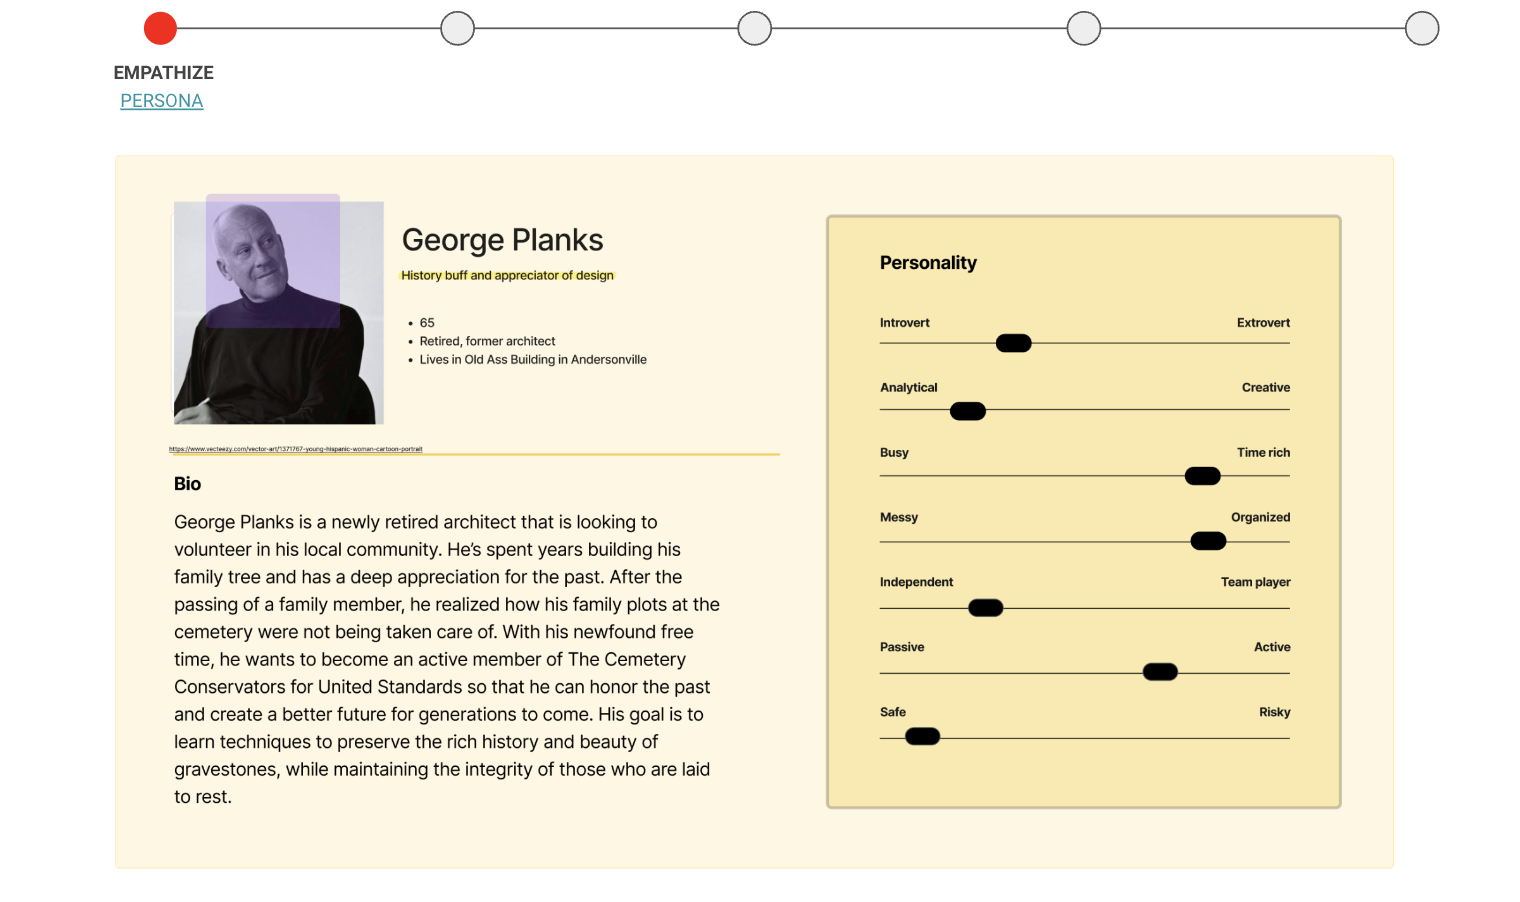 EMPATHIZE
PERSONA
George Planks
History buff and appreciator of design
• 65
• Retired, former architect
• Lives in Old Ass Building in Andersonville
https://www.vecteezy.com/vector-art/1371767-young-hispanic-woman-cartoon-portrait
Bio
George Planks is a newly retired architect that is looking to
volunteer in his local community. He’s spent years building his
family tree and has a deep appreciation for the past. After the
passing of a family member, he realized how his family plots at the
cemetery were not being taken care of. With his newfound free
time, he wants to become an active member of The Cemetery
Conservators for United Standards so that he can honor the past
and create a better future for generations to come. His goal is to
learn techniques to preserve the rich history and beauty of
gravestones, while maintaining the integrity of those who are laid
to rest.
Personality
Introvert Extrovert
Analytical Creative
Busy Time rich
Messy Organized
Independent Team player
Passive Active
Safe Risky